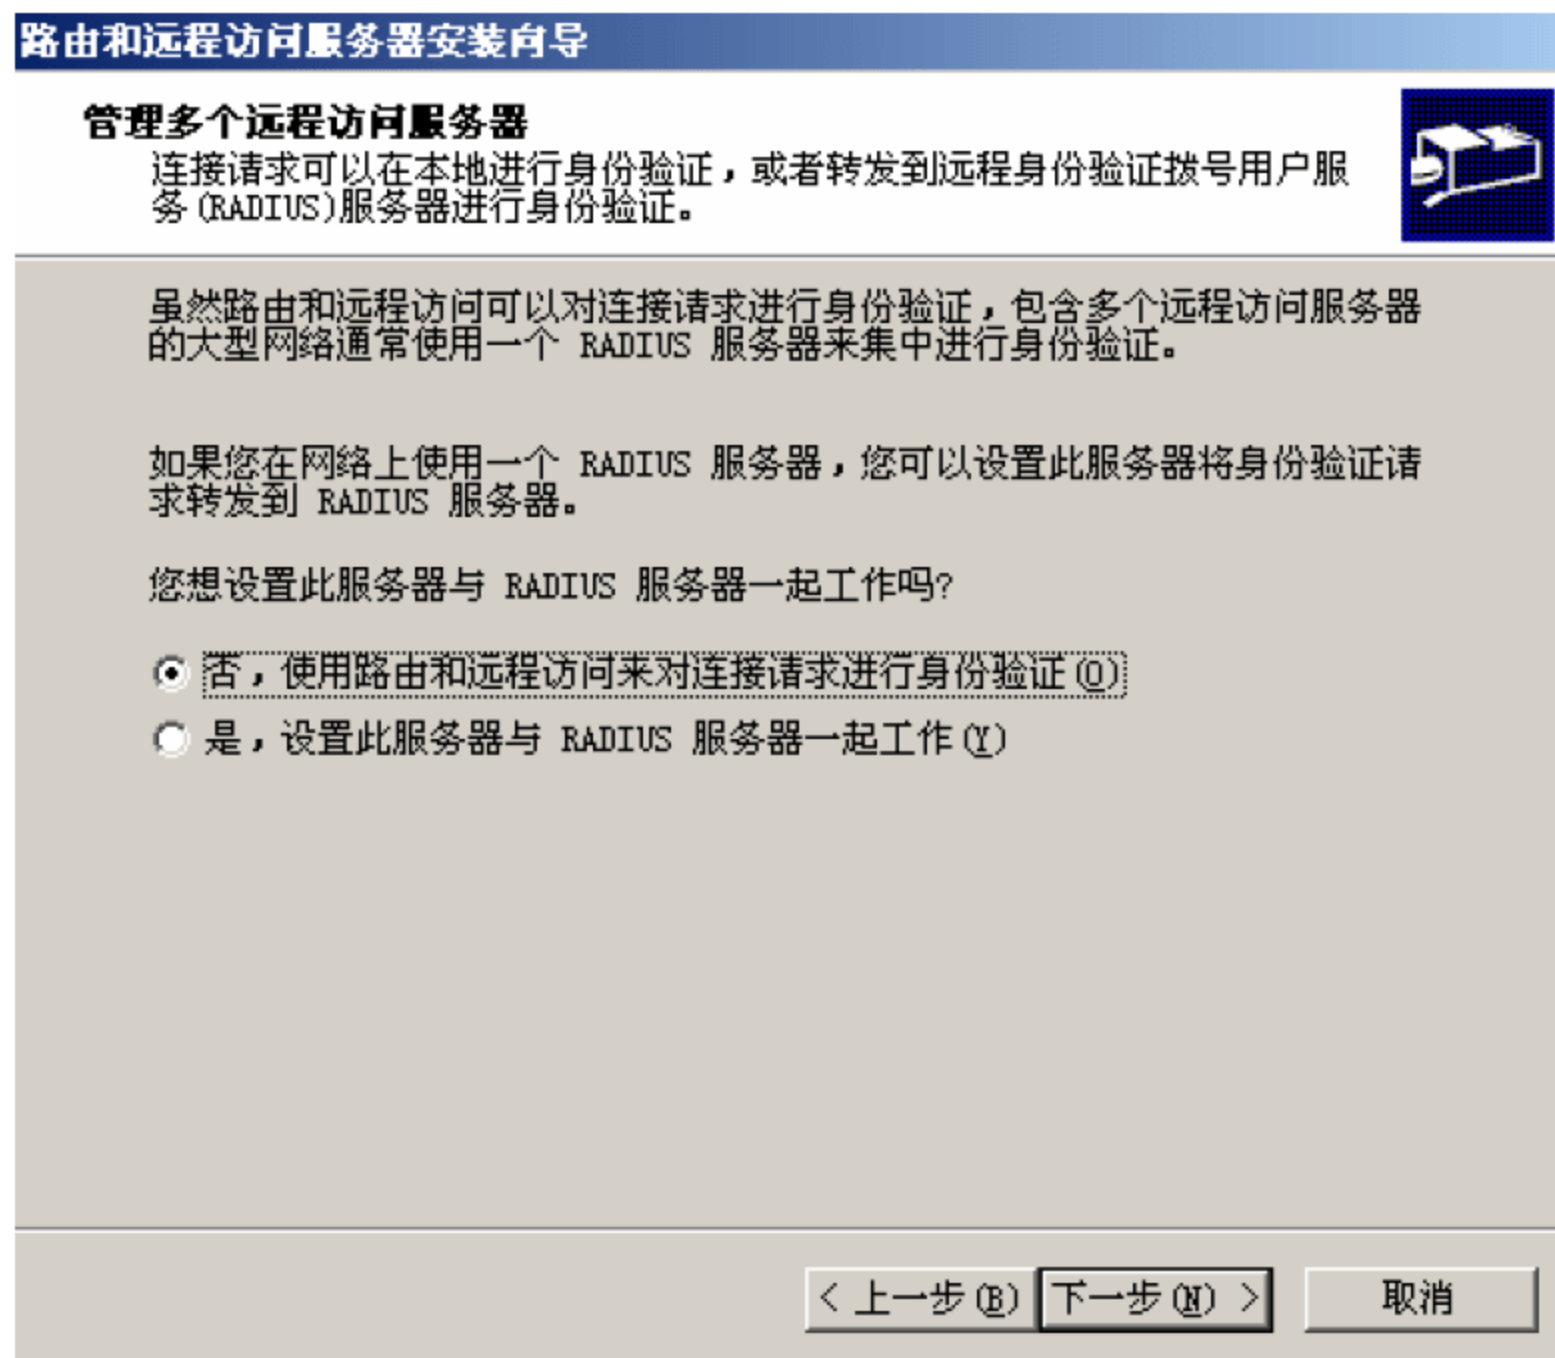 路由和远程访问服务器安装向导
管理多个远程访问服务器
连接请求可以在本地进行身份验证，或者转发到远程身份验证拨号用户服
务(RADIUS)服务器进行身份验证。
虽然路由和远程访问可以对连接请求进行身份验证，包含多个远程访问服务器
的大型网络通常使用一个 RADIUS 服务器来集中进行身份验证。
如果您在网络上使用一个 RADIUS 服务器，您可以设置此服务器将身份验证请
求转发到 RADIUS 服务器。
您想设置此服务器与 RADIUS 服务器一起工作吗?
否，使用路由和远程访问来对连接请求进行身份验证(O)
是，设置此服务器与 RADIUS 服务器一起工作(Y)
< 上一步(B) 下一步(N) > 取消